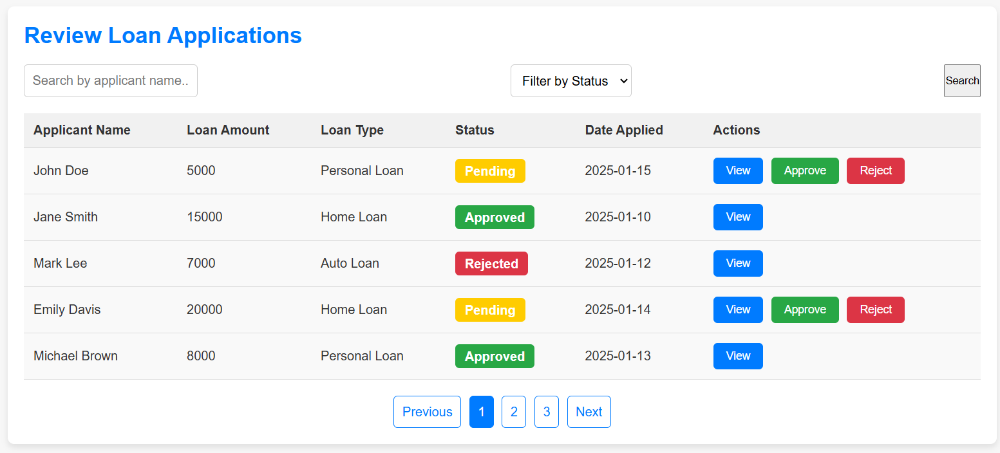 Review Loan Applications
Search by applicant name..
Filter by Status
Search
Applicant Name Loan Amount Loan Type Status Date Applied Actions
John Doe 5000 Personal Loan Pending 2025-01-15 View Approve Reject
Jane Smith 15000 Home Loan Approved 2025-01-10 View
Mark Lee 7000 Auto Loan Rejected 2025-01-12 View
Emily Davis 20000 Home Loan Pending 2025-01-14 View Approve Reject
Michael Brown 8000 Personal Loan Approved 2025-01-13 View
Previous 1 2 3 Next